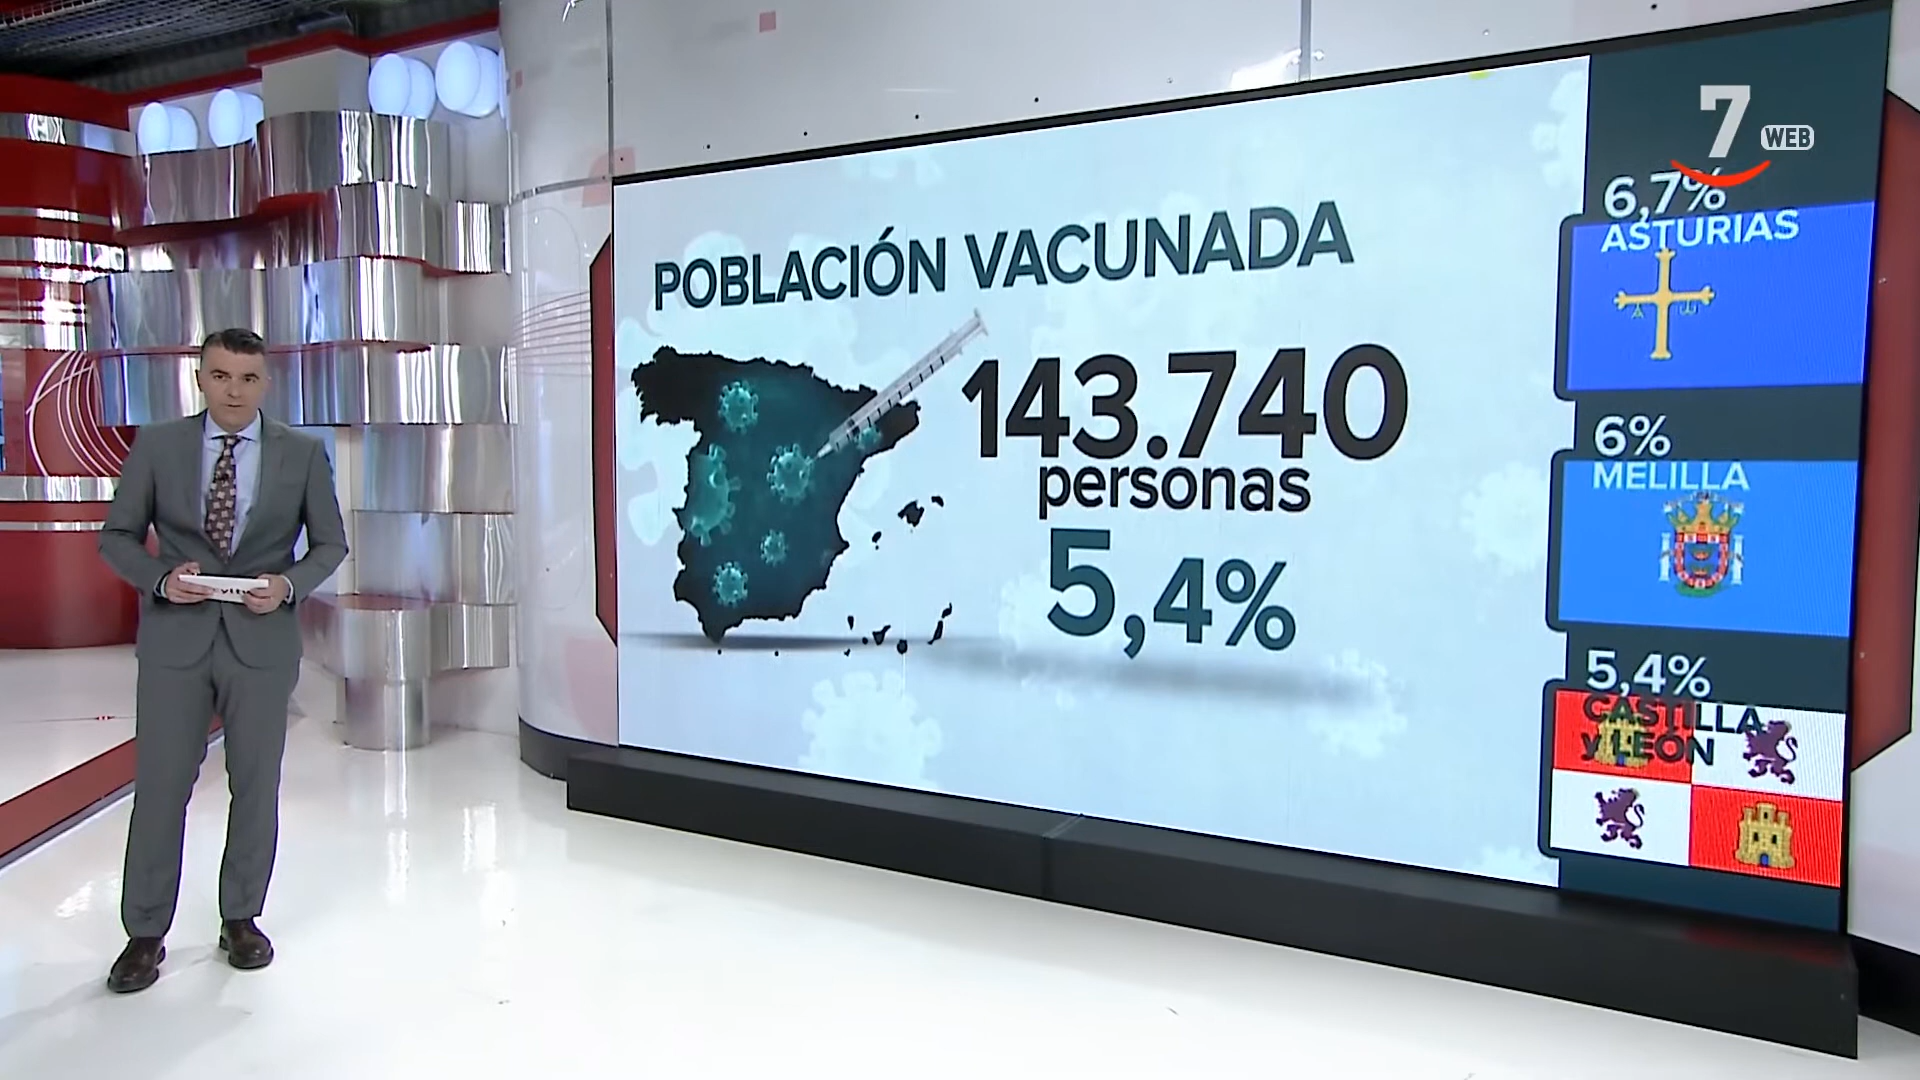 7
WEB
POBLACIÓN VACUNADA
143.740
personas
5,4%
6,7%
ASTURIAS
6%
MELILLA
5,4%
CASTILLA
y LEÓN